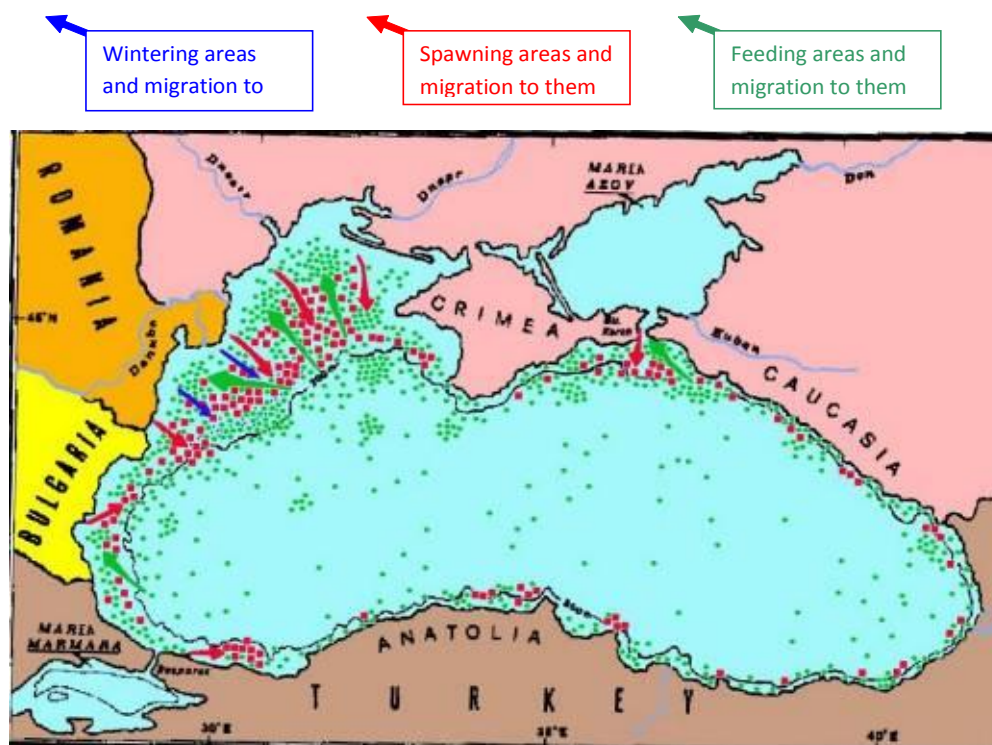 Wintering areas
and migration to
Spawning areas and
migration to them
Feeding areas and
migration to them
ROMANIA
Dnestr
Dnepr
MAREA
AZOV
Don
CRIMEA
Kuban
46°N
Danube
CAUCASIA
BULGARIA
ANATOLIA
MAREA
MARMARA
Bosporus
TURKEY
30°E
40°E